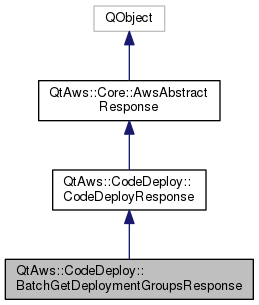 QObject
QtAws::Core::AwsAbstract
Response
QtAws::CodeDeploy::
CodeDeployResponse
QtAws::CodeDeploy::
BatchGetDeploymentGroupsResponse